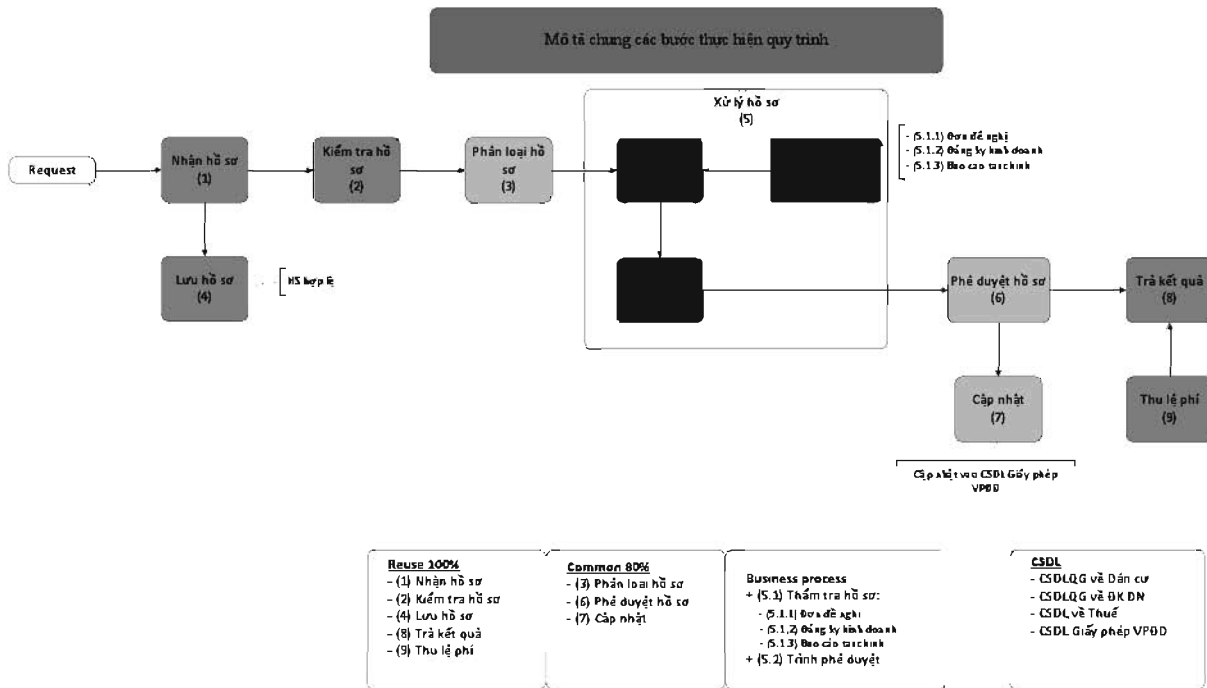 Mô tả chung các bước thực hiện quy trình
Xử lý hồ sơ
(5)
- (5.1.1) Đơn đề nghị
- (5.1.2) Đăng ký kinh doanh
- (5.1.3) Báo cáo tài chính
Request
Nhận hồ sơ
(1)
Kiểm tra hồ
sơ
(2)
Phân loại hồ
sơ
(3)
Lưu hồ sơ
(4)
HS hợp lệ
Phê duyệt hồ sơ
(6)
Trả kết quả
(8)
Cập nhật
(7)
Thu lệ phí
(9)
Cập nhật vào CSDL Giấy phép
VPĐD
Reuse 100%
- (1) Nhận hồ sơ
- (2) Kiểm tra hồ sơ
- (4) Lưu hồ sơ
- (8) Trả kết quả
- (9) Thu lệ phí
Common 80%
- (3) Phân loại hồ sơ
- (6) Phê duyệt hồ sơ
- (7) Cập nhật
Business process
+ (5.1) Thẩm tra hồ sơ:
- (5.1.1) Đơn đề nghị
- (5.1.2) Đăng ký kinh doanh
- (5.1.3) Báo cáo tài chính
+ (5.2) Trình phê duyệt
CSDL
- CSDLQG về Dân cư
- CSDLQG về ĐK DN
- CSDL về Thuế
- CSDL Giấy phép VPĐD